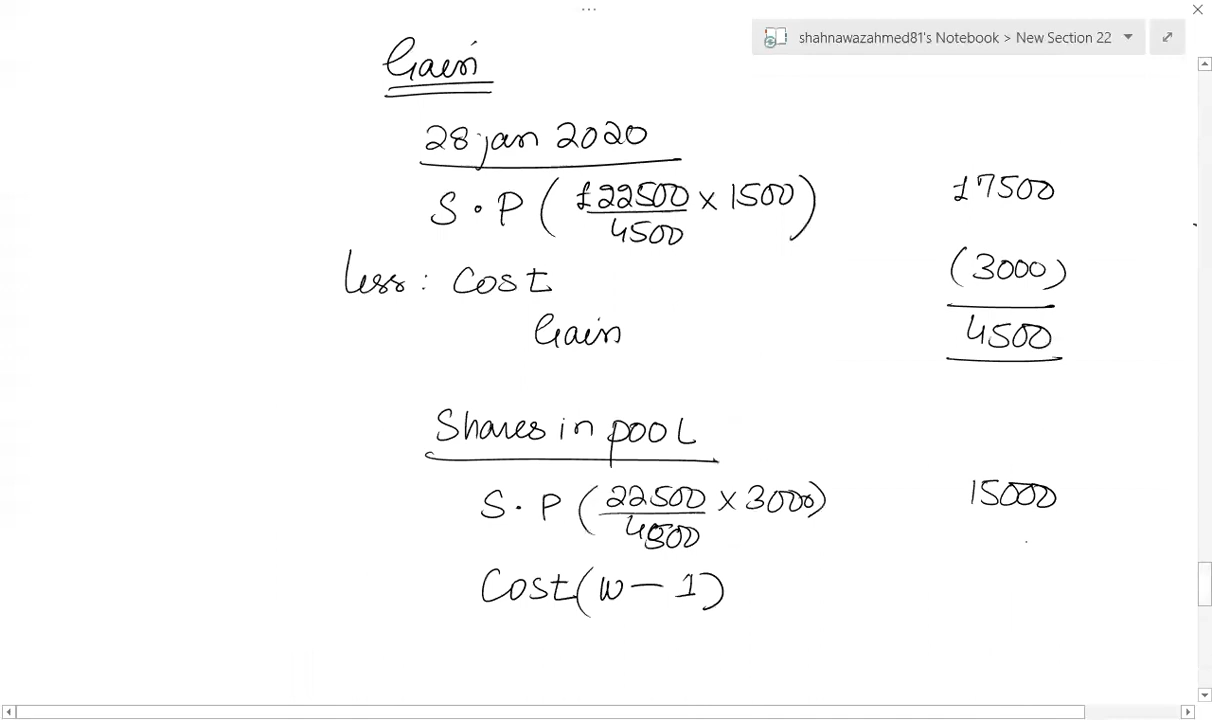 shahnawazahmed81's Notebook > New Section 22
Gain
28 jan 2020
S.P (£22500/4500 × 1500) £7500
less: Cost (3000)
Gain 4500
Shares in pool
S.P (22500/4500 × 3000) 15000
Cost (W-1)